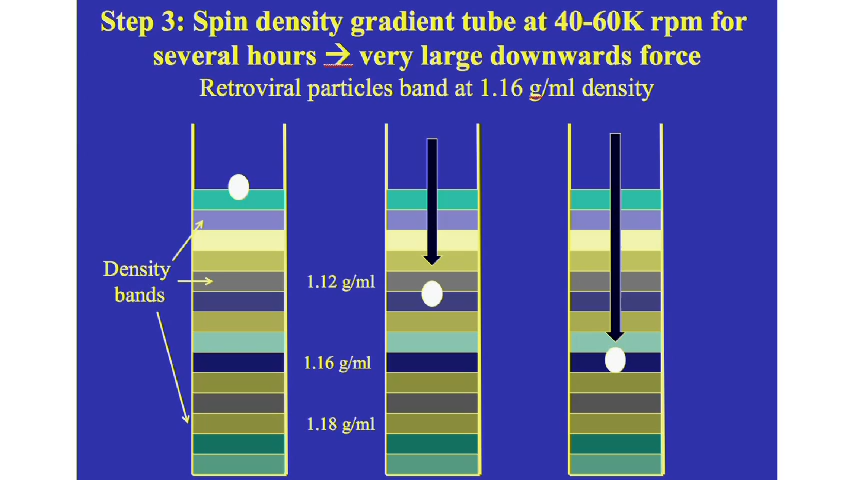 Step 3: Spin density gradient tube at 40-60K rpm for
several hours → very large downwards force
Retroviral particles band at 1.16 g/ml density
Density
bands
1.12 g/ml
1.16 g/ml
1.18 g/ml